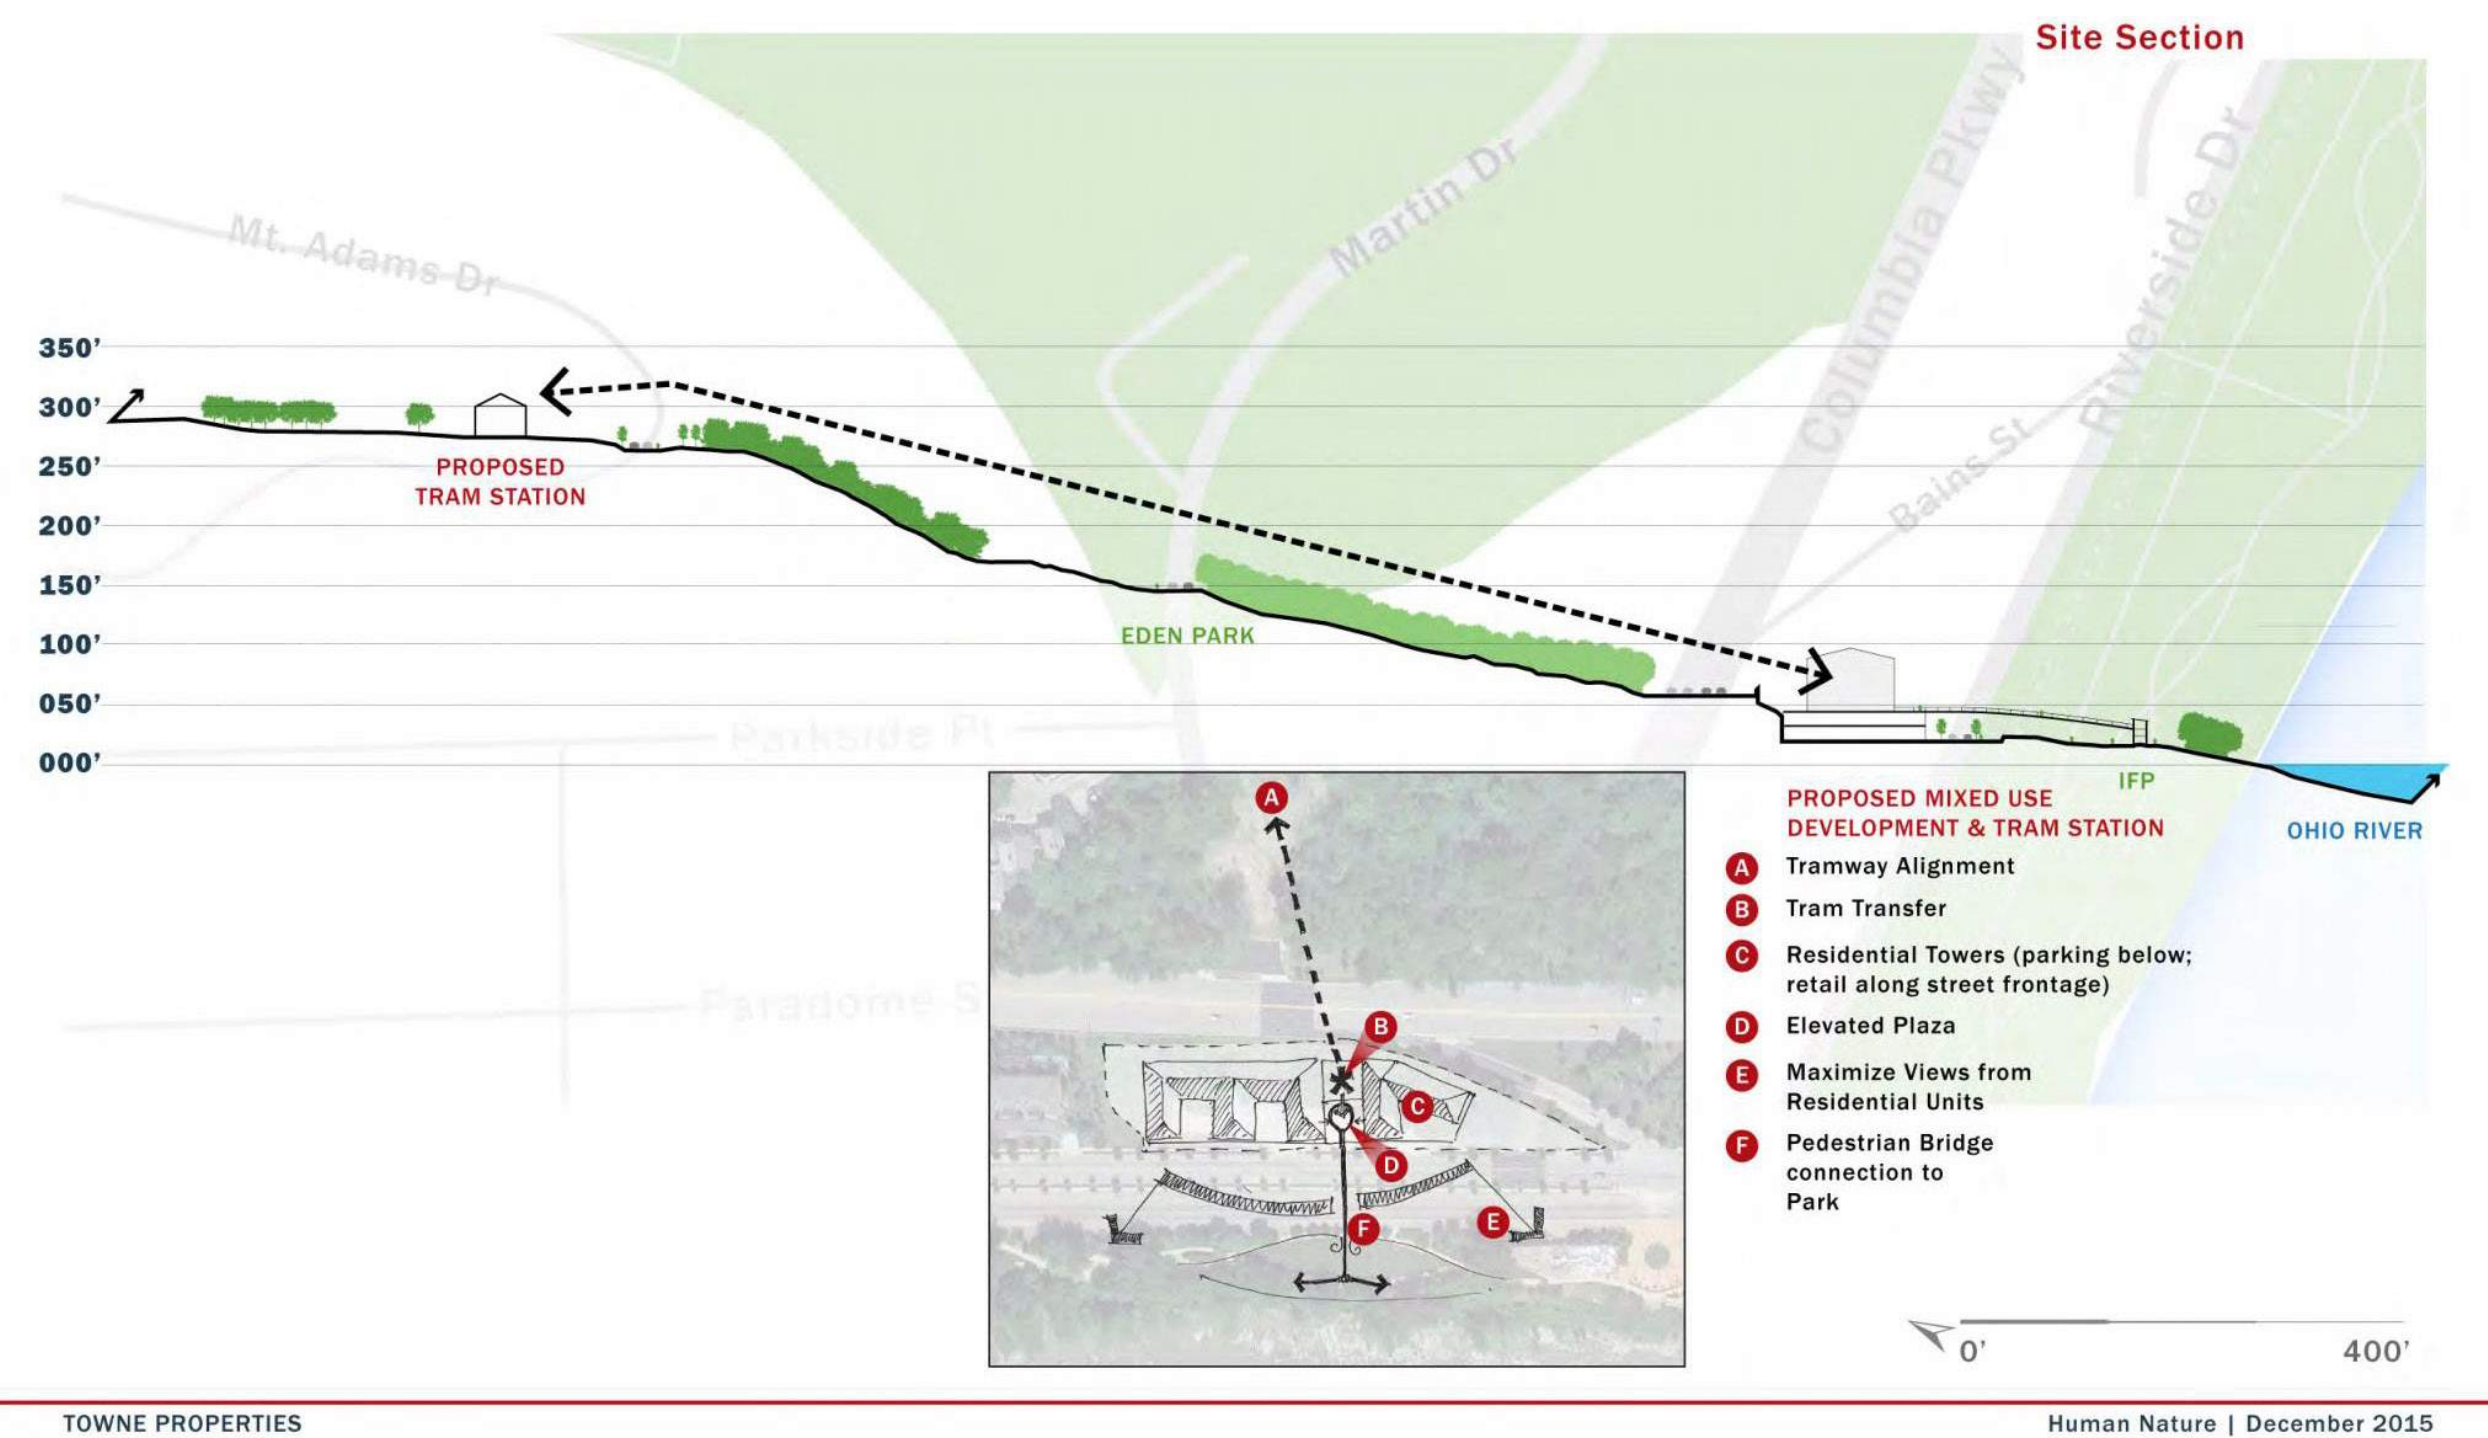 Site Section
Mt. Adams Dr
Martin Dr
Columbia Pkwy
Riverside Dr
Bains St
350’
300’
250’
200’
150’
100’
050’
000’
PROPOSED
TRAM STATION
EDEN PARK
Parkside Pl
IFP
OHIO RIVER
A
B
C
D
E
F
PROPOSED MIXED USE
DEVELOPMENT & TRAM STATION
A Tramway Alignment
B Tram Transfer
C Residential Towers (parking below;
retail along street frontage)
D Elevated Plaza
E Maximize Views from
Residential Units
F Pedestrian Bridge
connection to
Park
0’ 400’
TOWNE PROPERTIES
Human Nature | December 2015